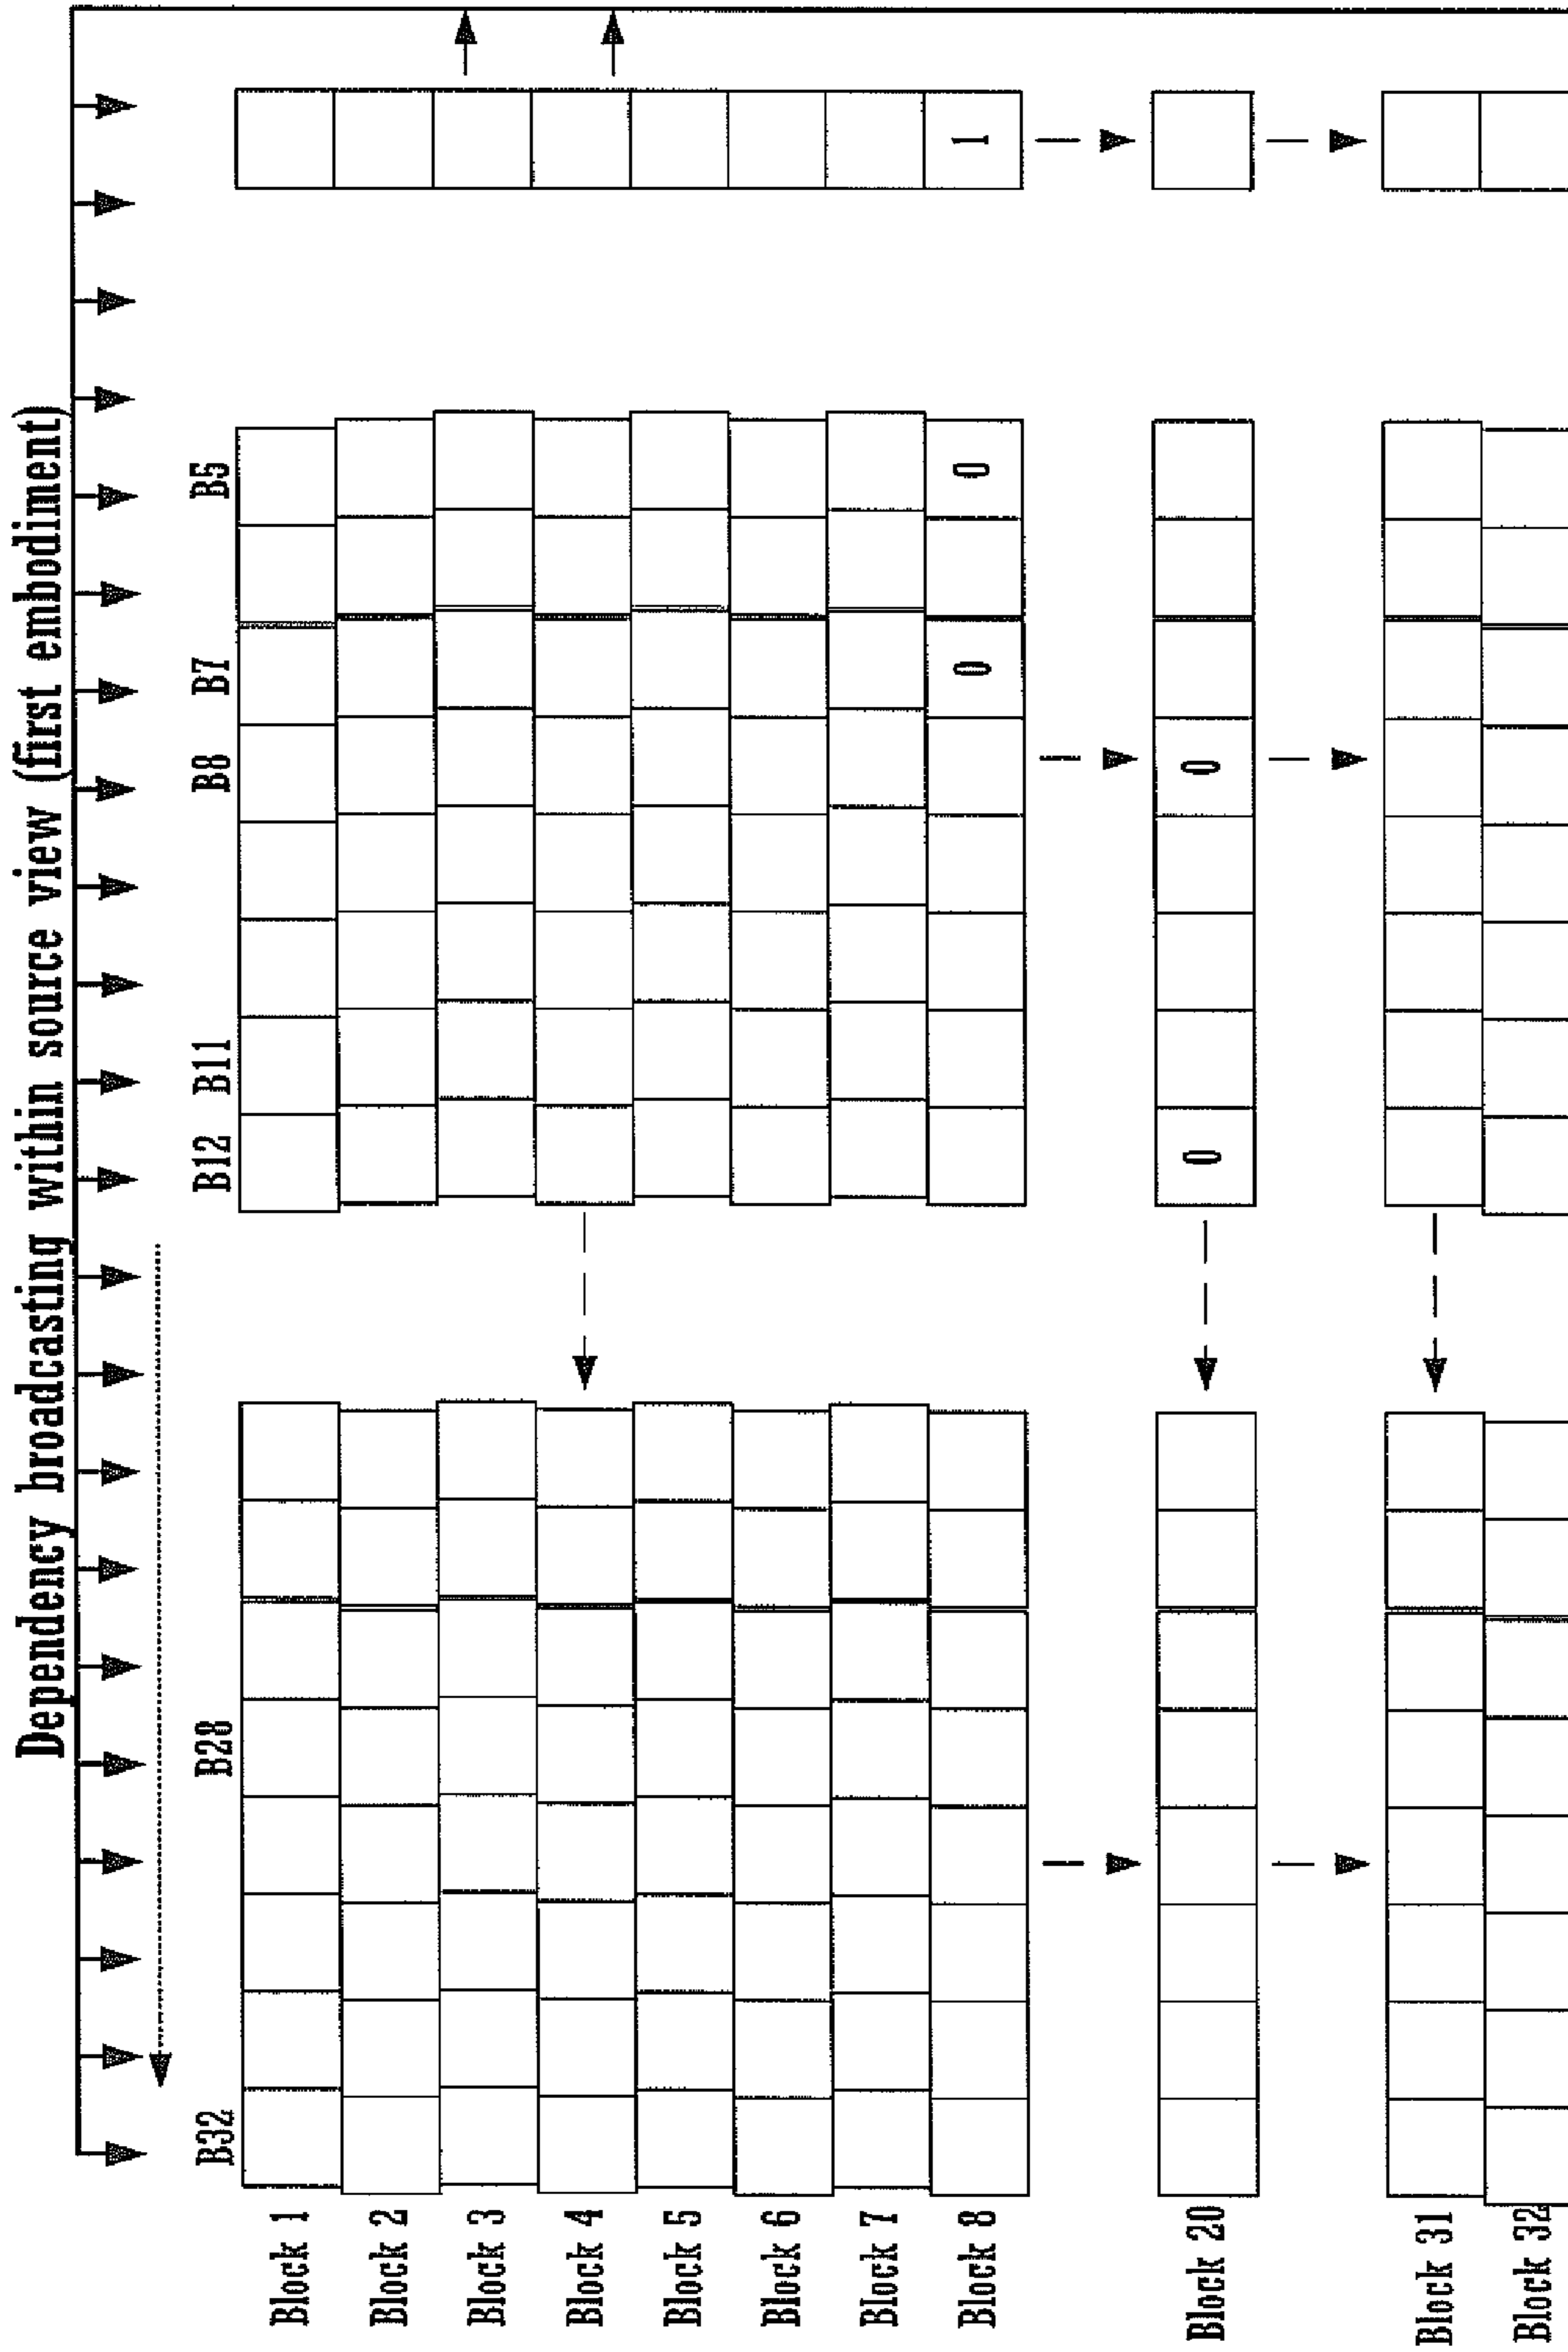 Dependency broadcasting within source view (first embodiment)
B32 B28 B12 B11 B8 B7 B5
Block 1
Block 2
Block 3
Block 4
Block 5
Block 6
Block 7
Block 8 0 0 1
Block 20 0 0
Block 31
Block 32